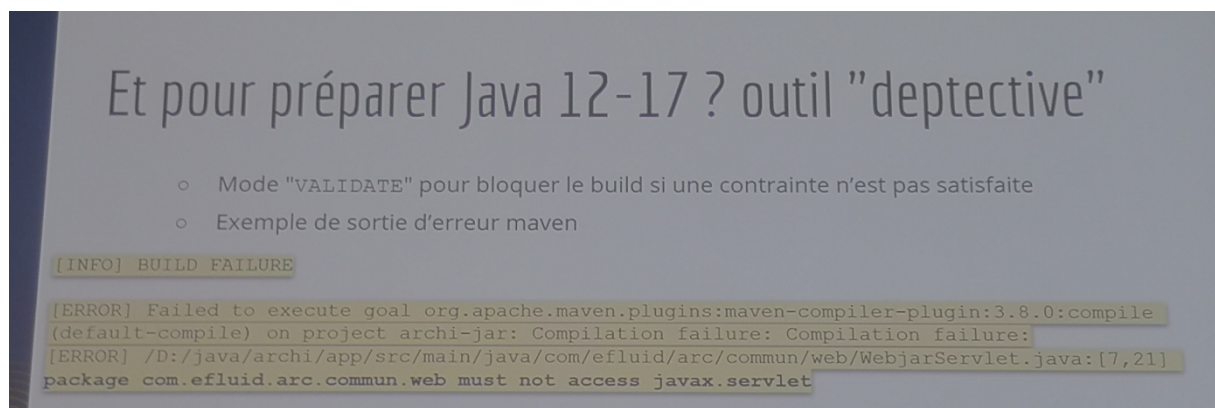 Et pour préparer Java 12-17 ? outil "deptective"
○ Mode "VALIDATE" pour bloquer le build si une contrainte n'est pas satisfaite
○ Exemple de sortie d'erreur maven
[INFO] BUILD FAILURE
[ERROR] Failed to execute goal org.apache.maven.plugins:maven-compiler-plugin:3.8.0:compile
(default-compile) on project archi-jar: Compilation failure: Compilation failure:
[ERROR] /D:/java/archi/app/src/main/java/com/efluid/arc/commun/web/WebjarServlet.java:[7,21]
package com.efluid.arc.commun.web must not access javax.servlet